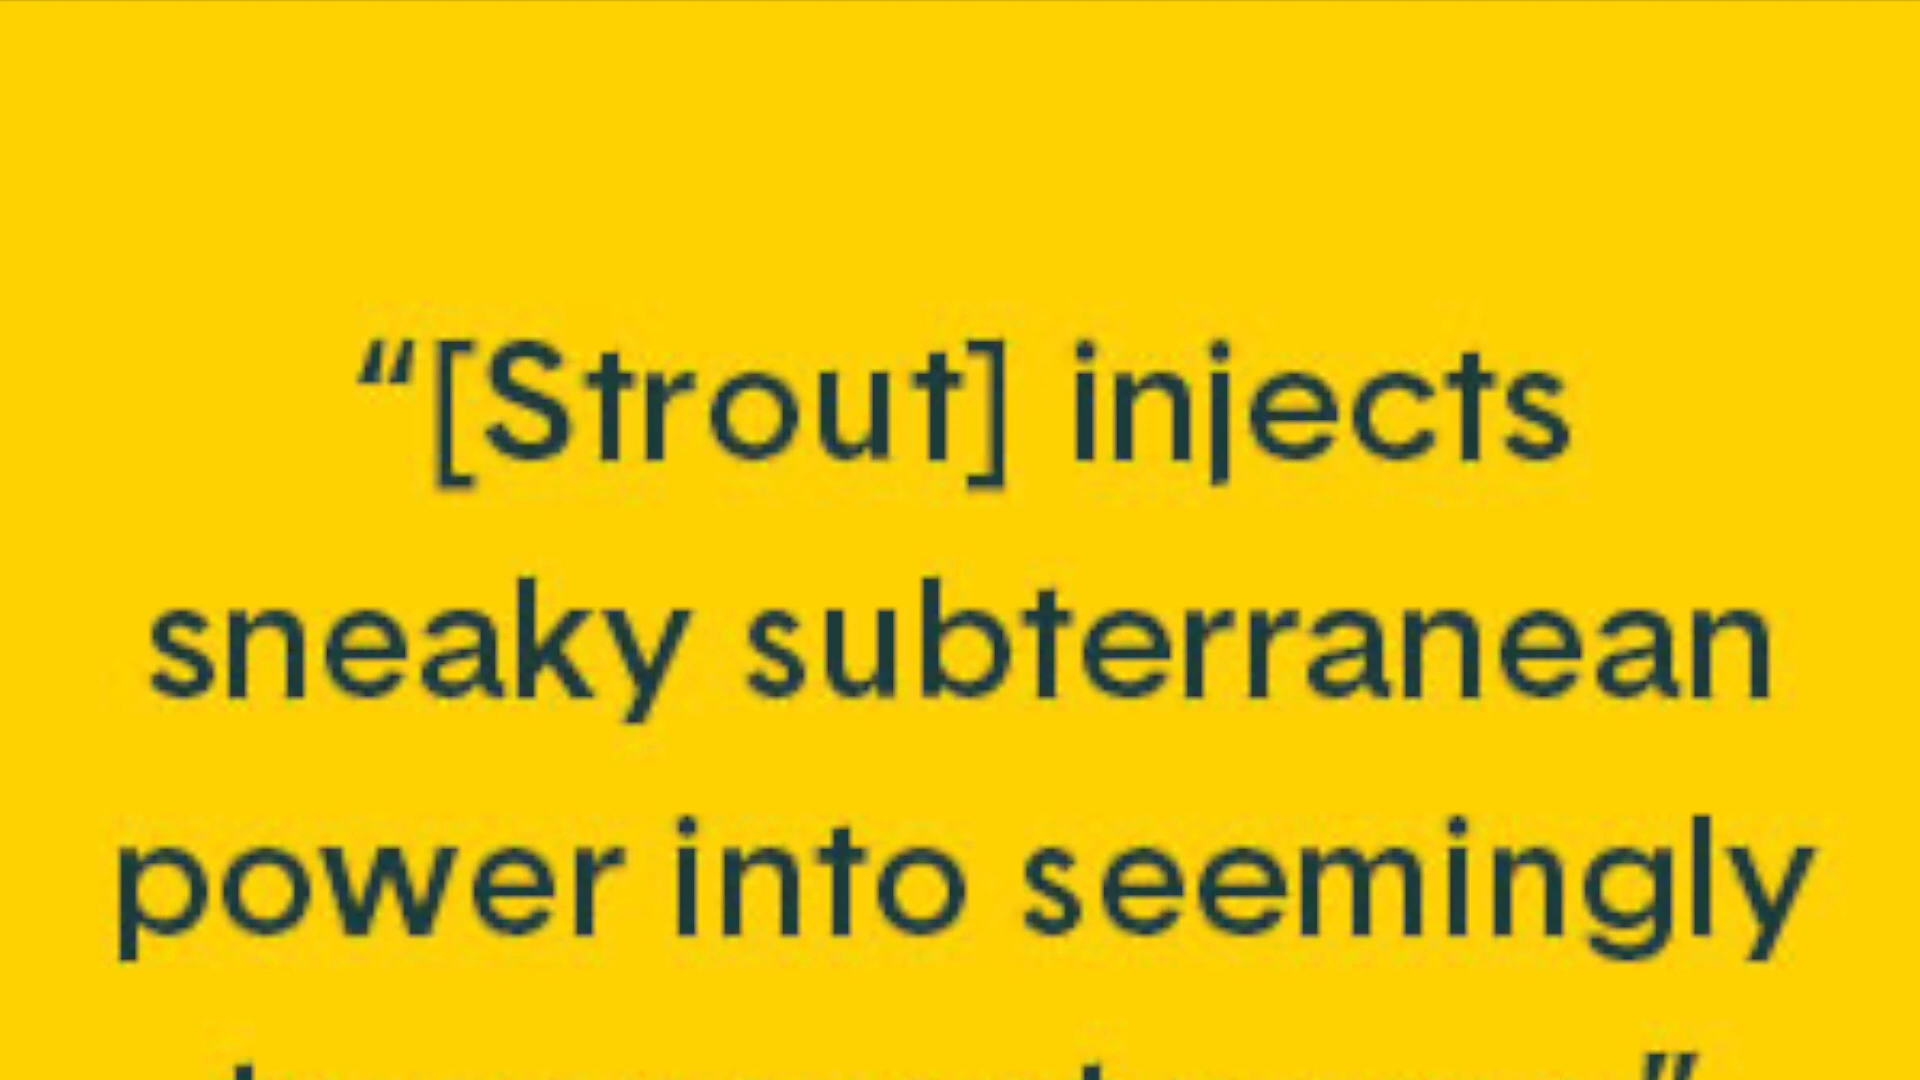 “[Strout] injects
sneaky subterranean
power into seemingly
”